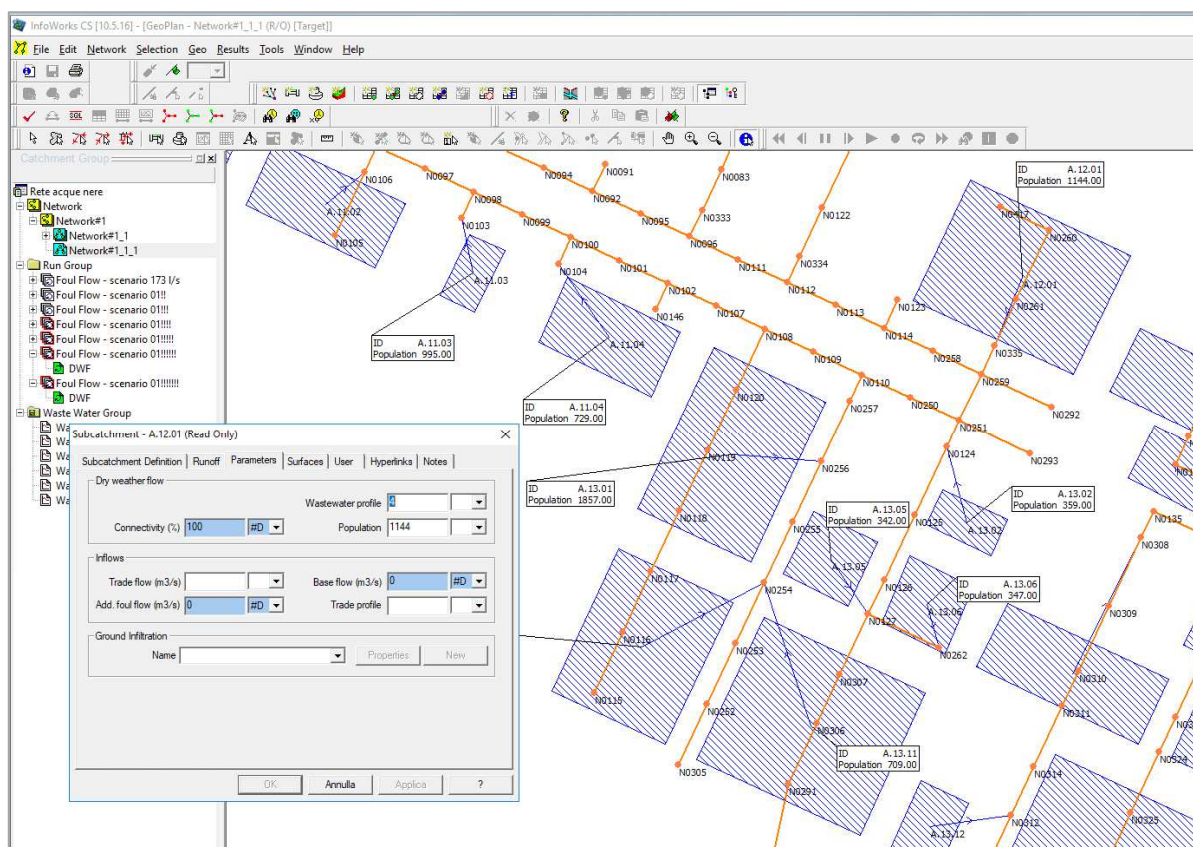 InfoWorks CS [10.5.16] - [GeoPlan - Network#1_1_1 (R/O) [Target]]
File Edit Network Selection Geo Results Tools Window Help
Catchment Group
Rete acque nere
Network
Network#1
Network#1_1
Network#1_1_1
Run Group
Foul Flow - scenario 173 l/s
Foul Flow - scenario 01!!
Foul Flow - scenario 01!!!
Foul Flow - scenario 01!!!!
Foul Flow - scenario 01!!!!!
Foul Flow - scenario 01!!!!!!
DWF
Foul Flow - scenario 01!!!!!!!
DWF
Waste Water Group
Wa
Wa
Wa
Wa
Wa
Subcatchment - A.12.01 (Read Only)
Subcatchment Definition Runoff Parameters Surfaces User Hyperlinks Notes
Dry weather flow
Wastewater profile 4
Connectivity (%) 100 #D Population 1144
Inflows
Trade flow (m3/s) Base flow (m3/s) 0 #D
Add. foul flow (m3/s) 0 #D Trade profile
Ground Infiltration
Name Properties New
OK Annulla Applica ?
N0106
N0097
N0094
N0091
N0083
A.11.02
N0098
N0092
N0105
N0103
N0099
N0095
N0333
N0122
N0417
N0260
N0100
N0096
A.11.03
N0104
N0101
N0111
N0334
N0102
N0112
A.12.01
N0261
N0146
N0107
N0113
N0123
A.11.04
N0108
N0114
N0335
N0109
N0258
N0259
N0110
N0120
N0257
N0250
N0292
N0251
N0119
N0256
N0124
N0293
N0118
N0255
N0125
A.13.02
N0135
N0308
A.13.05
N0117
N0254
N0126
N0127
A.13.06
N0309
N0116
N0253
N0262
N0307
N0310
N0115
N0252
N0306
N0311
N0305
N0291
N0314
N0524
A.13.12
N0312
N0325
ID A.12.01
Population 1144.00
ID A.11.03
Population 995.00
ID A.11.04
Population 729.00
ID A.13.01
Population 1857.00
ID A.13.05
Population 342.00
ID A.13.02
Population 359.00
ID A.13.06
Population 347.00
ID A.13.11
Population 709.00